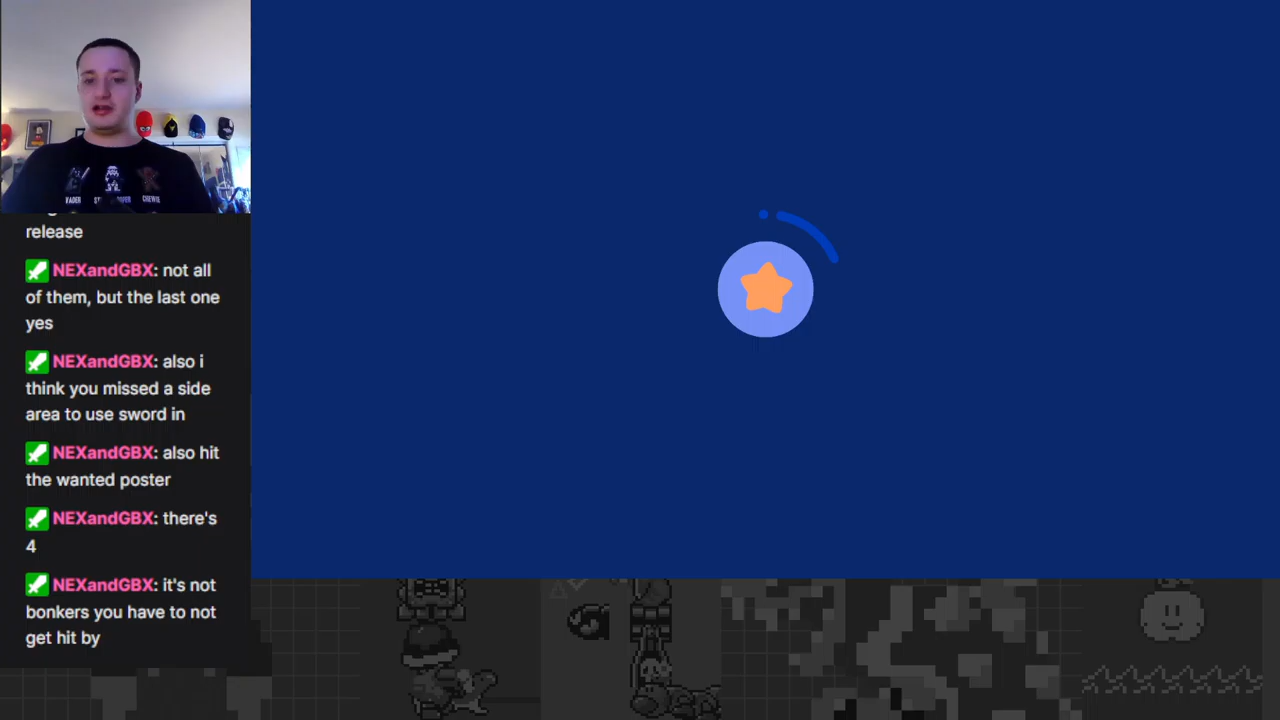 VADER
CHEWIE
release
NEXandGBX: not all
of them, but the last one
yes
NEXandGBX: also i
think you missed a side
area to use sword in
NEXandGBX: also hit
the wanted poster
NEXandGBX: there's
4
NEXandGBX: it's not
bonkers you have to not
get hit by